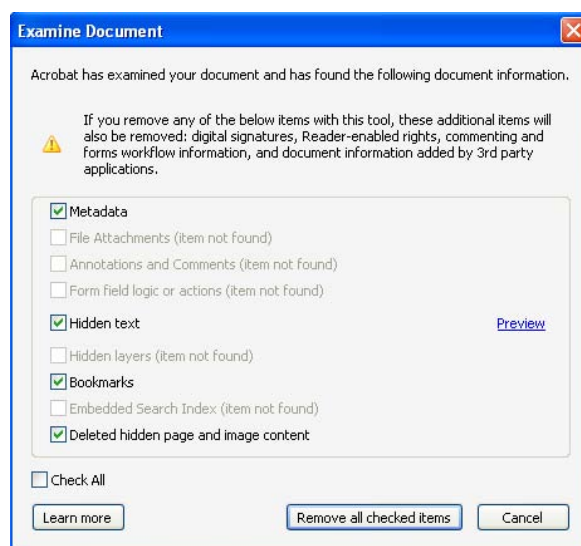 Examine Document
Acrobat has examined your document and has found the following document information.
If you remove any of the below items with this tool, these additional items will
also be removed: digital signatures, Reader-enabled rights, commenting and
forms workflow information, and document information added by 3rd party
applications.
Metadata
File Attachments (item not found)
Annotations and Comments (item not found)
Form field logic or actions (item not found)
Hidden text Preview
Hidden layers (item not found)
Bookmarks
Embedded Search Index (item not found)
Deleted hidden page and image content
Check All
Learn more Remove all checked items Cancel